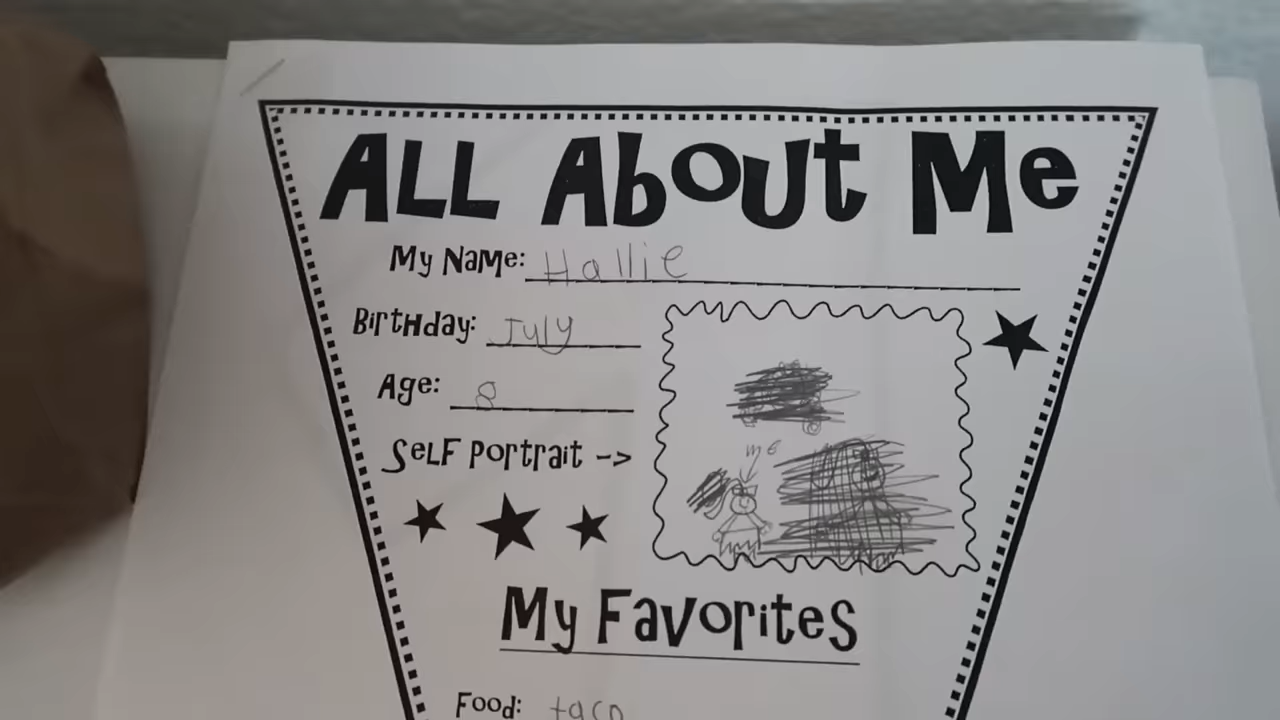 ALL About Me
My Name: Hallie
Birthday: July
Age: 8
Self Portrait ->
me
My Favorites
Food: taco